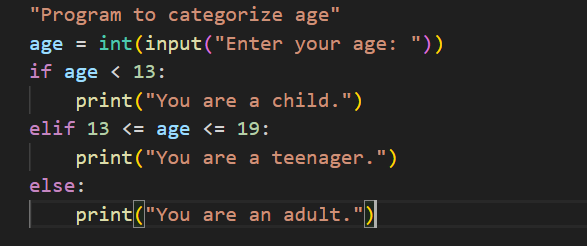 "Program to categorize age"
age = int(input("Enter your age: "))
if age < 13:
    print("You are a child.")
elif 13 <= age <= 19:
    print("You are a teenager.")
else:
    print("You are an adult.")